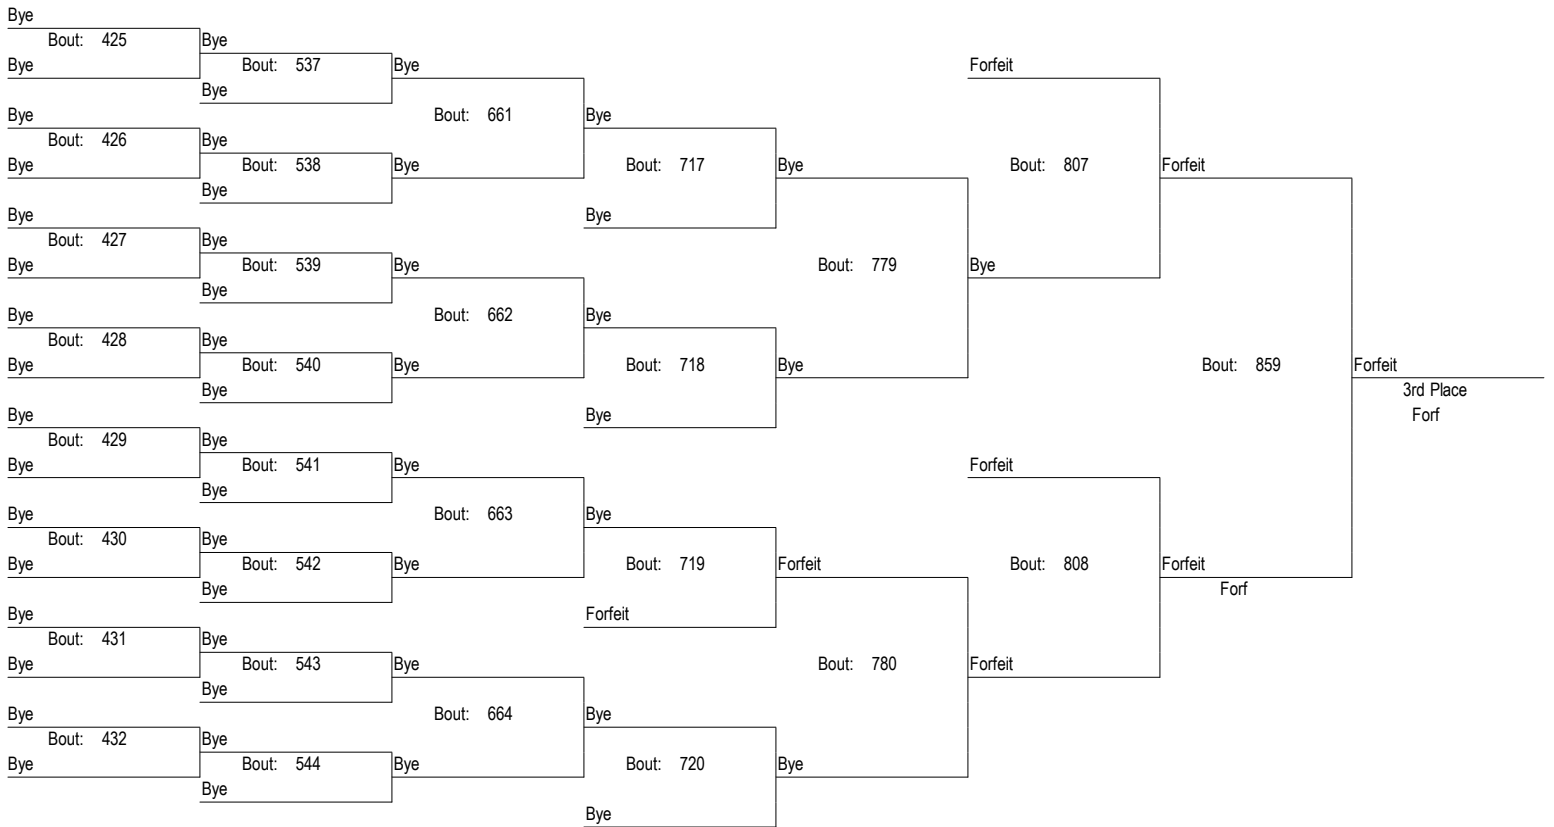 Bye
Bout: 425 Bye
Bye Bout: 537 Bye Forfeit
Bye
Bye Bout: 661 Bye
Bout: 426 Bye
Bye Bout: 538 Bye Bout: 717 Bye Bout: 807 Forfeit
Bye
Bye Bye
Bout: 427 Bye
Bye Bout: 539 Bye Bout: 779 Bye
Bye
Bye Bout: 662 Bye
Bout: 428 Bye
Bye Bout: 540 Bye Bout: 718 Bye Bout: 859 Forfeit
Bye 3rd Place
Bye Bye Forf
Bout: 429 Bye
Bye Bout: 541 Bye Forfeit
Bye
Bye Bout: 663 Bye
Bout: 430 Bye
Bye Bout: 542 Bye Bout: 719 Forfeit Bout: 808 Forfeit
Bye Forf
Bye Forfeit
Bout: 431 Bye
Bye Bout: 543 Bye Bout: 780 Forfeit
Bye
Bye Bout: 664 Bye
Bout: 432 Bye
Bye Bout: 544 Bye Bout: 720 Bye
Bye
Bye